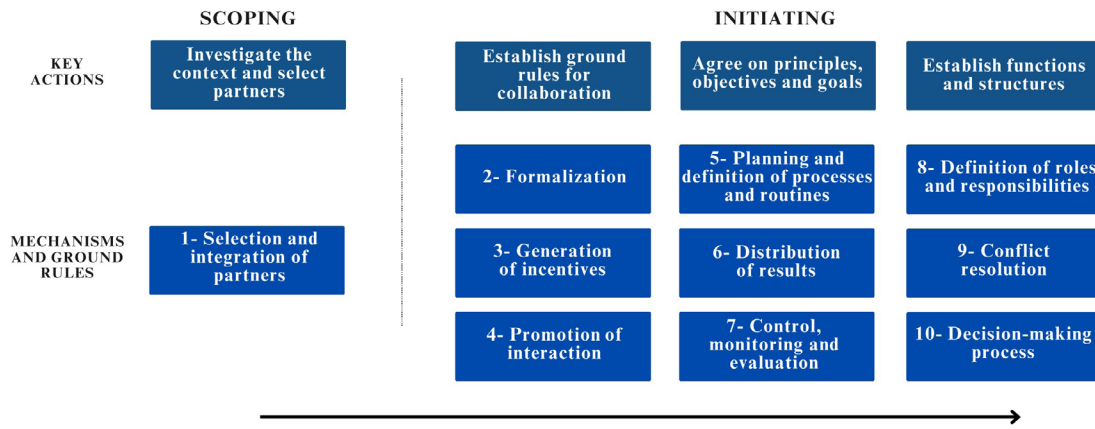 SCOPING
INITIATING
KEY
ACTIONS
Investigate the
context and select
partners
Establish ground
rules for
collaboration
Agree on principles,
objectives and goals
Establish functions
and structures
MECHANISMS
AND GROUND
RULES
1- Selection and
integration of
partners
2- Formalization
3- Generation
of incentives
4- Promotion of
interaction
5- Planning and
definition of processes
and routines
6- Distribution
of results
7- Control,
monitoring and
evaluation
8- Definition of roles
and responsibilities
9- Conflict
resolution
10- Decision-making
process